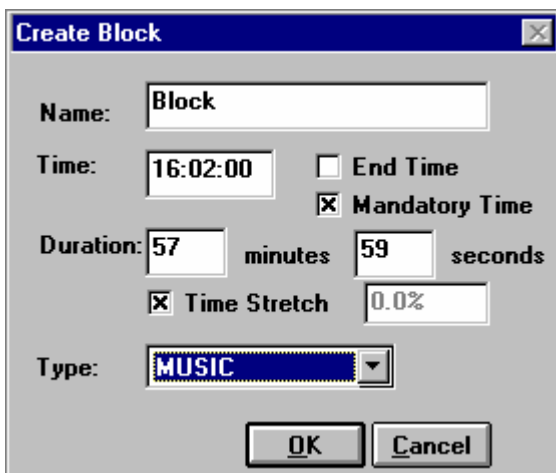 Create Block
Name: Block
Time: 16:02:00 End Time
Mandatory Time
Duration: 57 minutes 59 seconds
Time Stretch 0.0%
Type: MUSIC
OK Cancel